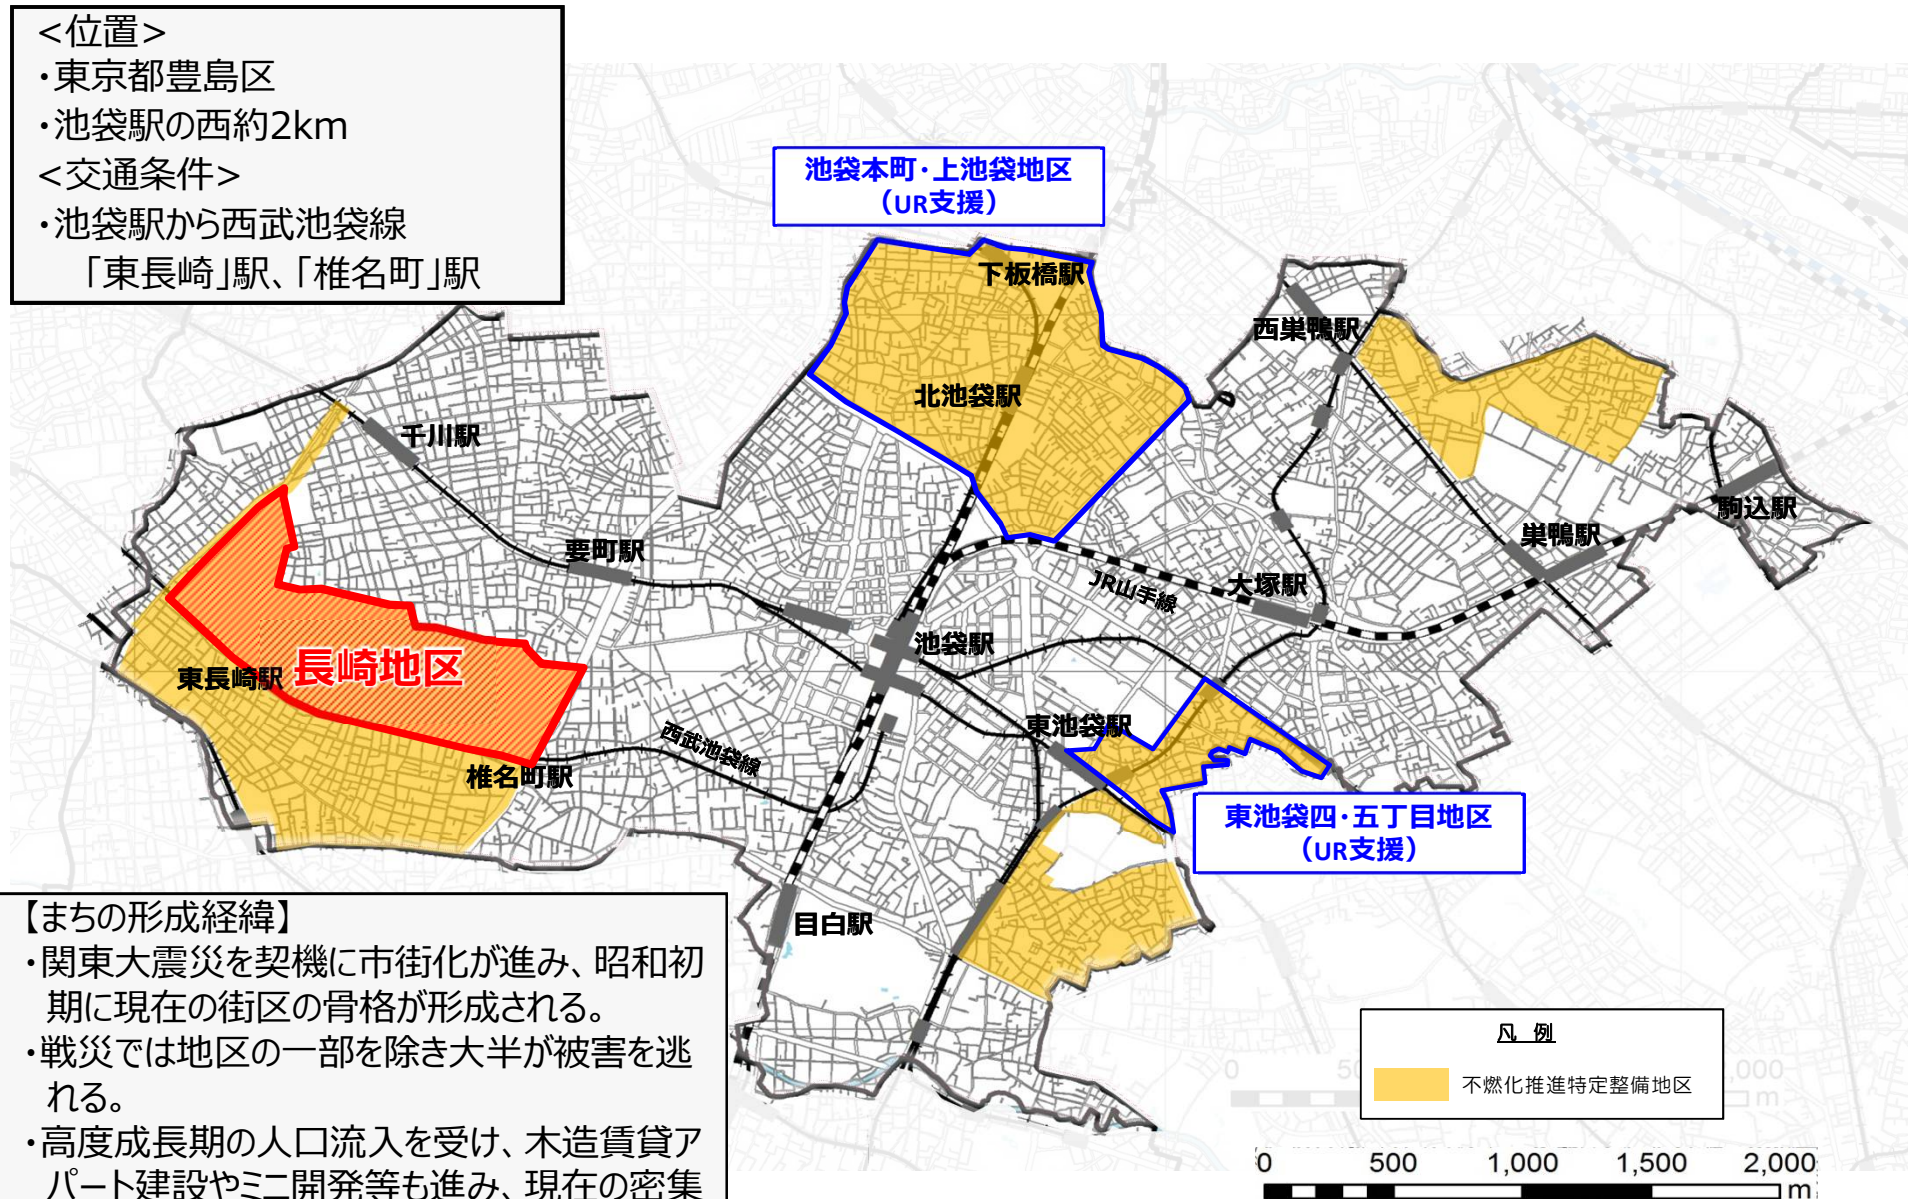 <位置>
・東京都豊島区
・池袋駅の西約2km
<交通条件>
・池袋駅から西武池袋線
「東長崎」駅、「椎名町」駅
池袋本町・上池袋地区
（UR支援）
下板橋駅
西巣鴨駅
北池袋駅
千川駅
駒込駅
巣鴨駅
要町駅
JR山手線
大塚駅
池袋駅
長崎地区
東長崎駅
東池袋駅
西武池袋線
椎名町駅
東池袋四・五丁目地区
（UR支援）
目白駅
【まちの形成経緯】
・関東大震災を契機に市街化が進み、昭和初
期に現在の街区の骨格が形成される。
・戦災では地区の一部を除き大半が被害を逃
れる。
・高度成長期の人口流入を受け、木造賃貸ア
パート建設やミニ開発等も進み、現在の密集
凡 例
不燃化推進特定整備地区
0 50 ,000
m
0 500 1,000 1,500 2,000
m